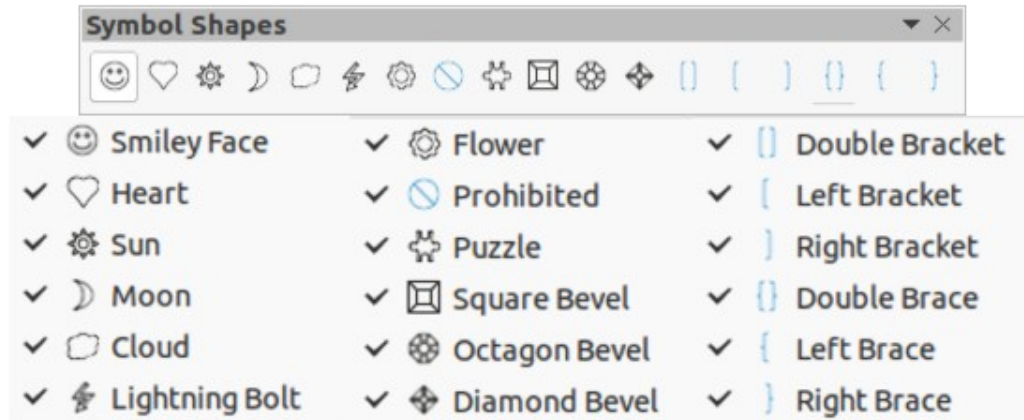 Symbol Shapes
Smiley Face
Heart
Sun
Moon
Cloud
Lightning Bolt
Flower
Prohibited
Puzzle
Square Bevel
Octagon Bevel
Diamond Bevel
Double Bracket
Left Bracket
Right Bracket
Double Brace
Left Brace
Right Brace